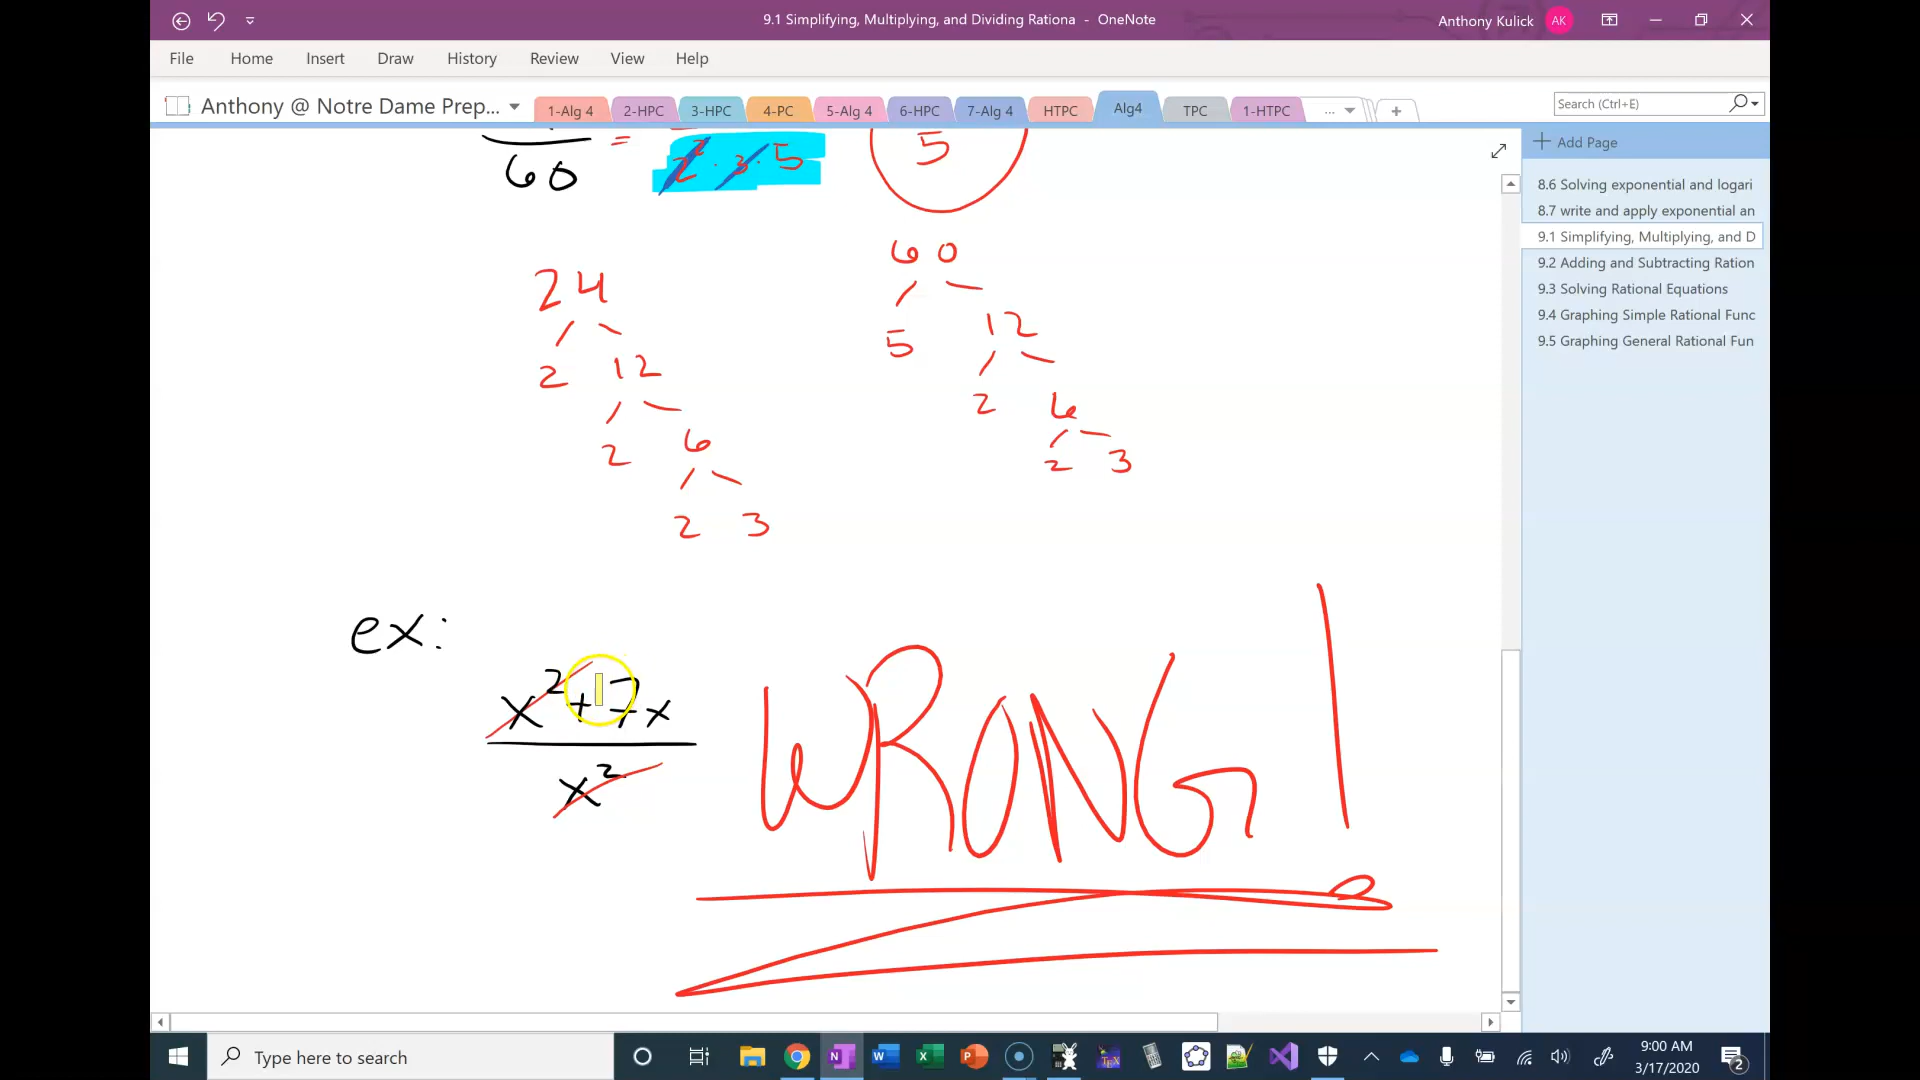 9.1 Simplifying, Multiplying, and Dividing Rationa - OneNote
Anthony Kulick
AK
File Home Insert Draw History Review View Help
Anthony @ Notre Dame Prep...
1-Alg 4 2-HPC 3-HPC 4-PC 5-Alg 4 6-HPC 7-Alg 4 HTPC Alg4 TPC 1-HTPC ...
Search (Ctrl+E)
Add Page
8.6 Solving exponential and logari
8.7 write and apply exponential an
9.1 Simplifying, Multiplying, and D
9.2 Adding and Subtracting Ration
9.3 Solving Rational Equations
9.4 Graphing Simple Rational Func
9.5 Graphing General Rational Fun
60 = 2² · 3 · 5
5
24
2 12
2 6
2 3
60
5 12
2 6
2 3
ex:
x² + 7x
x²
WRONG!
Type here to search
9:00 AM
3/17/2020
2